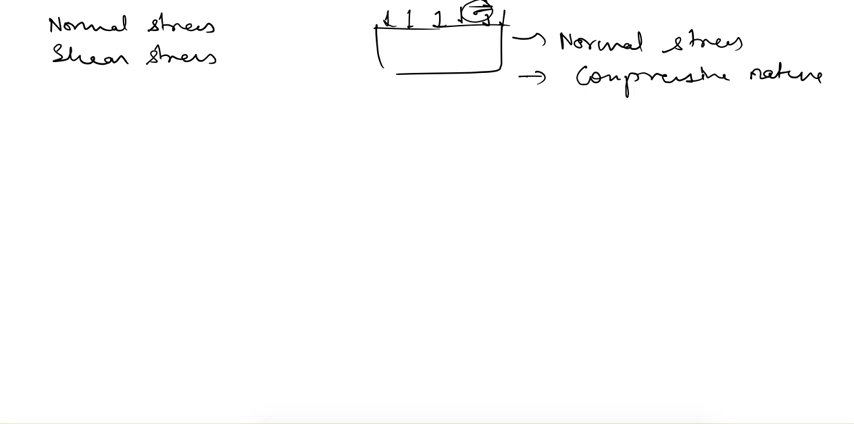 Normal stress
Shear stress
→ Normal stress
→ Compressive nature